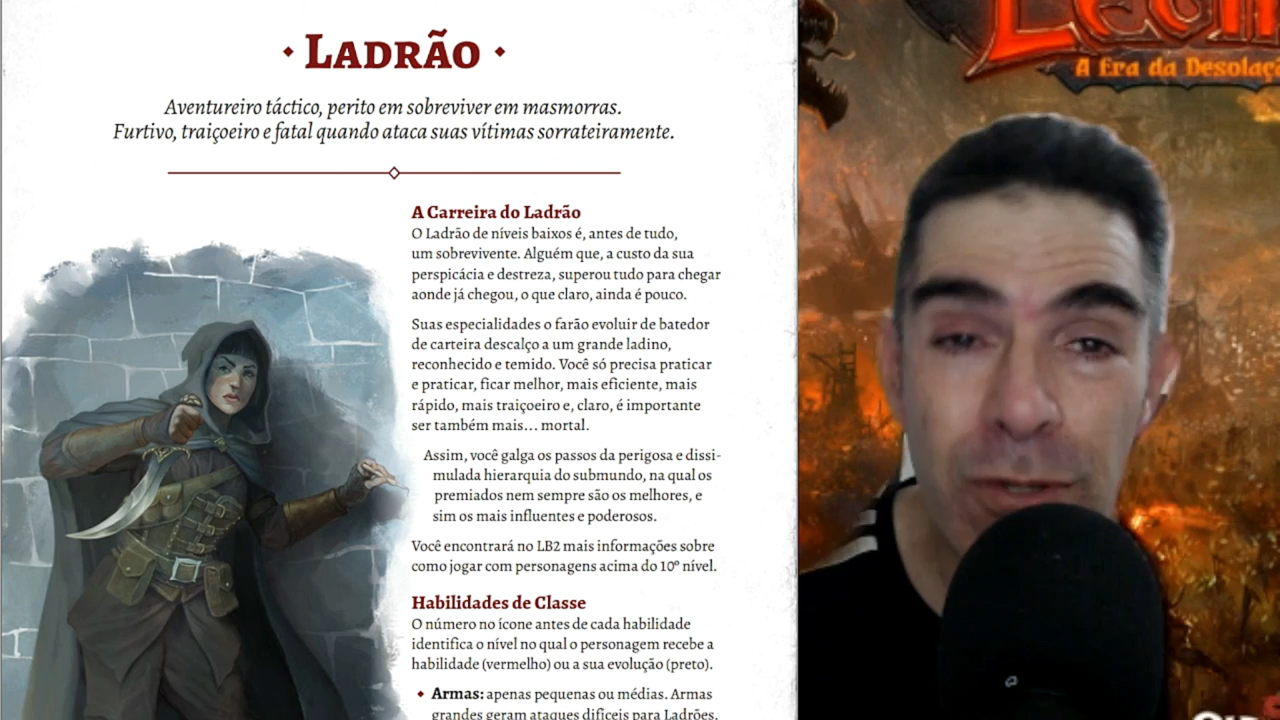 LADRÃO
Aventureiro táctico, perito em sobreviver em masmorras.
Furtivo, traiçoeiro e fatal quando ataca suas vítimas sorrateiramente.
A Carreira do Ladrão
O Ladrão de níveis baixos é, antes de tudo,
um sobrevivente. Alguém que, a custo da sua
perspicácia e destreza, superou tudo para chegar
aonde já chegou, o que claro, ainda é pouco.
Suas especialidades o farão evoluir de batedor
de carteira descalço a um grande ladino,
reconhecido e temido. Você só precisa praticar
e praticar, ficar melhor, mais eficiente, mais
rápido, mais traiçoeiro e, claro, é importante
ser também mais... mortal.
Assim, você galga os passos da perigosa e dissi-
mulada hierarquia do submundo, na qual os
premiados nem sempre são os melhores, e
sim os mais influentes e poderosos.
Você encontrará no LB2 mais informações sobre
como jogar com personagens acima do 10º nível.
Habilidades de Classe
O número no ícone antes de cada habilidade
identifica o nível no qual o personagem recebe a
habilidade (vermelho) ou a sua evolução (preto).
Armas: apenas pequenas ou médias. Armas
grandes geram ataques difíceis para Ladrões.
A Era da Desolaç